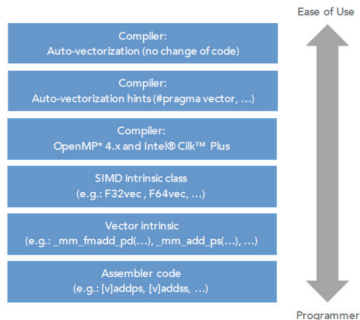 Ease of Use
Compiler:
Auto-vectorization (no change of code)
Compiler:
Auto-vectorization hints (#pragma vector, ...)
Compiler:
OpenMP* 4.x and Intel® Cilk™ Plus
SIMD intrinsic class
(e.g.: F32vec , F64vec, ...)
Vector intrinsic
(e.g.: _mm_fmadd_pd(...), _mm_add_ps(...), ...)
Assembler code
(e.g.: [v]addps, [v]addss, ...)
Programmer